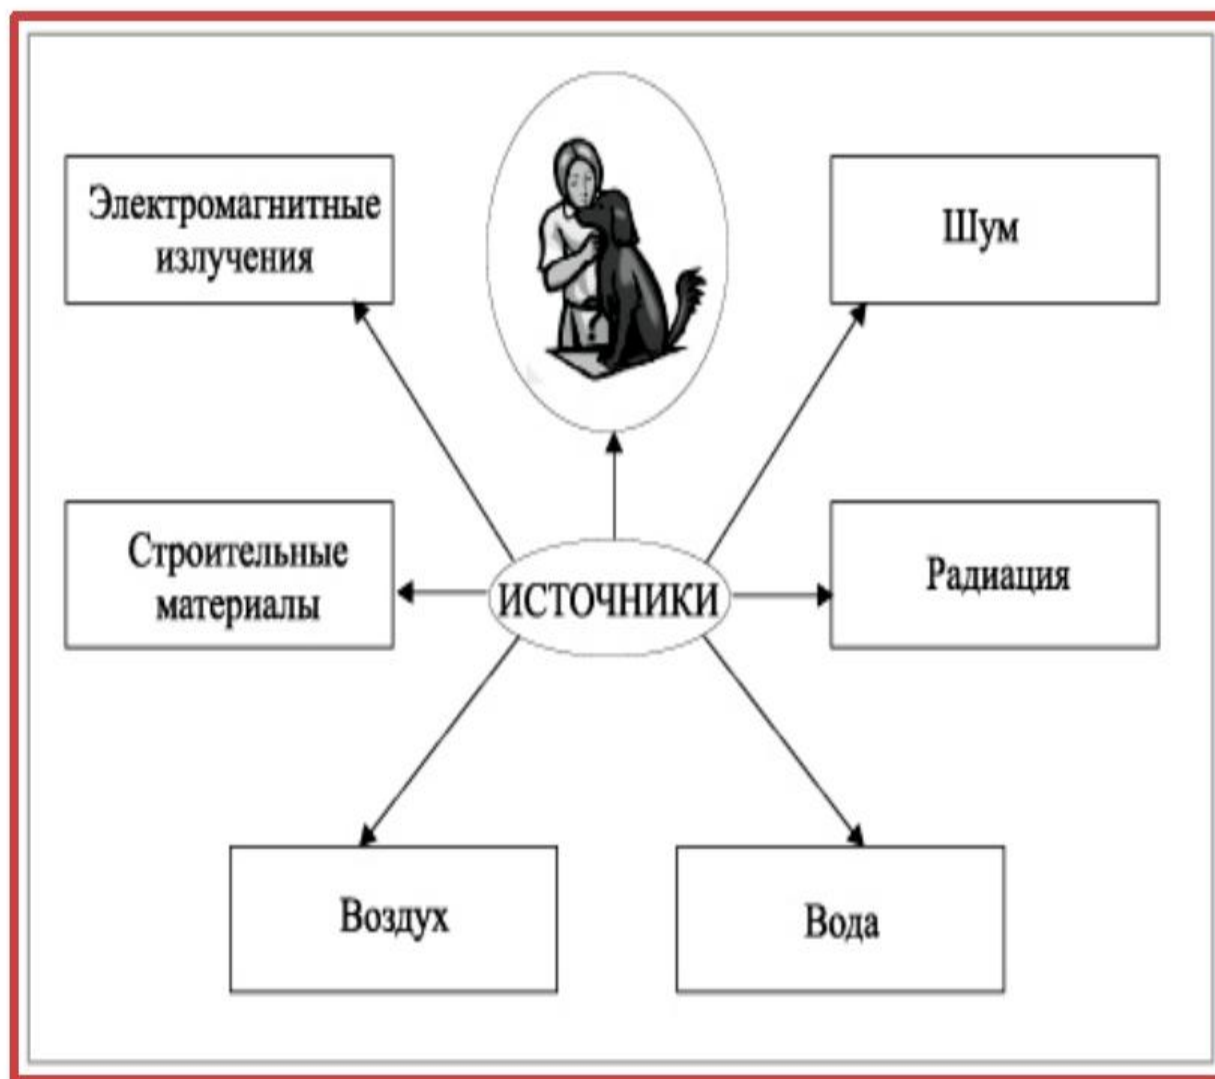 Электромагнитные
излучения
Шум
Строительные
материалы
ИСТОЧНИКИ
Радиация
Воздух
Вода